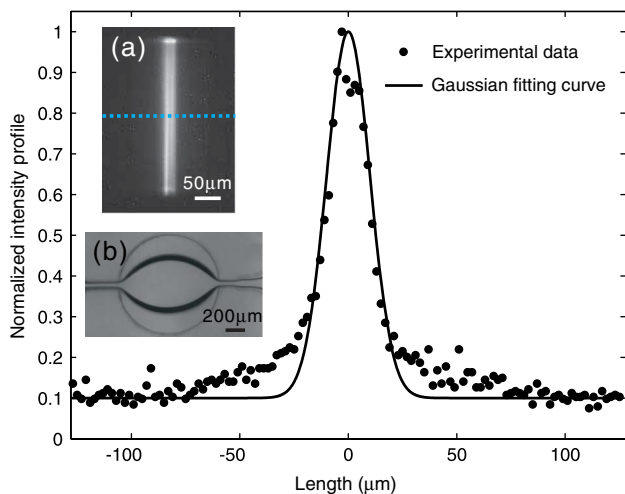 1
0.9
0.8
0.7
0.6
0.5
0.4
0.3
0.2
0.1
0
Normalized intensity profile
(a)
50μm
(b)
200μm
Experimental data
Gaussian fitting curve
-100 -50 0 50 100
Length (μm)